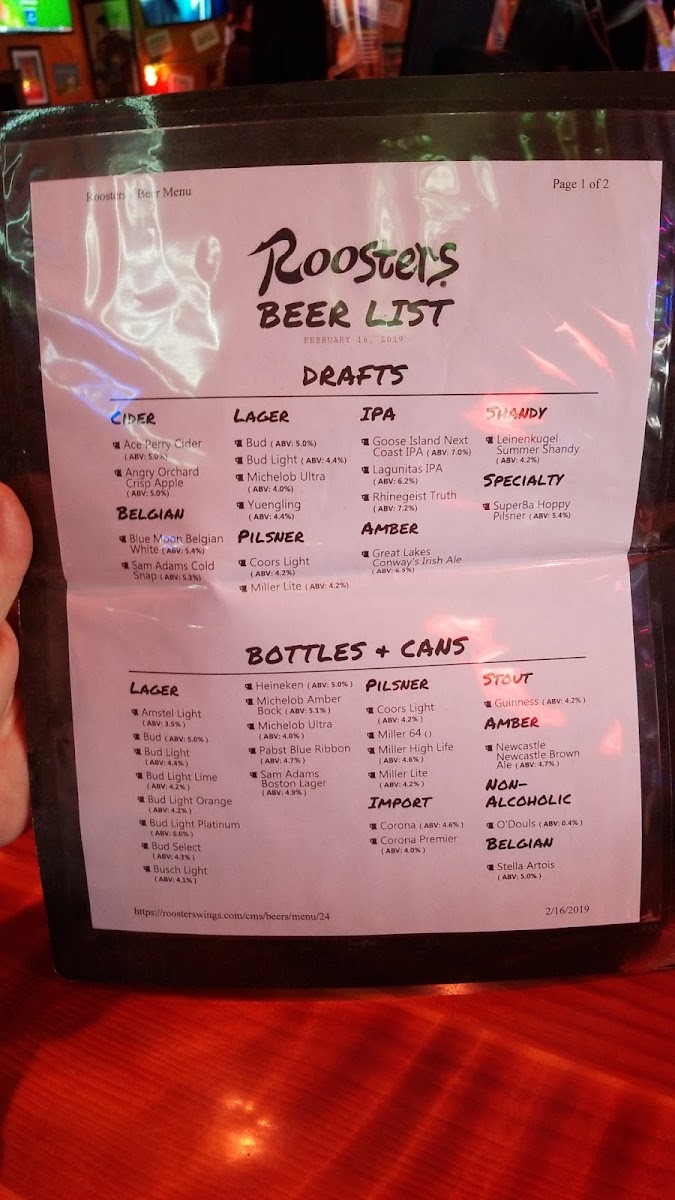 Roosters - Beer Menu
Page 1 of 2
Roosters
BEER LIST
FEBRUARY 16, 2019
DRAFTS
CIDER
Ace Perry Cider
(ABV: 5.0%)
Angry Orchard
Crisp Apple
(ABV: 5.0%)
BELGIAN
Blue Moon Belgian
White (ABV: 5.4%)
Sam Adams Cold
Snap (ABV: 5.3%)
LAGER
Bud (ABV: 5.0%)
Bud Light (ABV: 4.4%)
Michelob Ultra
(ABV: 4.0%)
Yuengling
(ABV: 4.4%)
PILSNER
Coors Light
(ABV: 4.2%)
Miller Lite (ABV: 4.2%)
IPA
Goose Island Next
Coast IPA (ABV: 7.0%)
Lagunitas IPA
(ABV: 6.2%)
Rhinegeist Truth
(ABV: 7.2%)
AMBER
Great Lakes
Conway's Irish Ale
(ABV: 6.5%)
SHANDY
Leinenkugel
Summer Shandy
(ABV: 4.2%)
SPECIALTY
SuperBa Hoppy
Pilsner (ABV: 5.4%)
BOTTLES + CANS
LAGER
Amstel Light
(ABV: 3.5%)
Bud (ABV: 5.0%)
Bud Light
(ABV: 4.4%)
Bud Light Lime
(ABV: 4.2%)
Bud Light Orange
(ABV: 4.2%)
Bud Light Platinum
(ABV: 6.0%)
Bud Select
(ABV: 4.3%)
Busch Light
(ABV: 4.1%)
Heineken (ABV: 5.0%)
Michelob Amber
Bock (ABV: 5.1%)
Michelob Ultra
(ABV: 4.0%)
Pabst Blue Ribbon
(ABV: 4.7%)
Sam Adams
Boston Lager
(ABV: 4.9%)
PILSNER
Coors Light
(ABV: 4.2%)
Miller 64 ()
Miller High Life
(ABV: 4.6%)
Miller Lite
(ABV: 4.2%)
IMPORT
Corona (ABV: 4.6%)
Corona Premier
(ABV: 4.0%)
STOUT
Guinness (ABV: 4.2%)
AMBER
Newcastle
Newcastle Brown
Ale (ABV: 4.7%)
NON-
ALCOHOLIC
O'Douls (ABV: 0.4%)
BELGIAN
Stella Artois
(ABV: 5.0%)
https://roosterswings.com/cms/beers/menu/24
2/16/2019